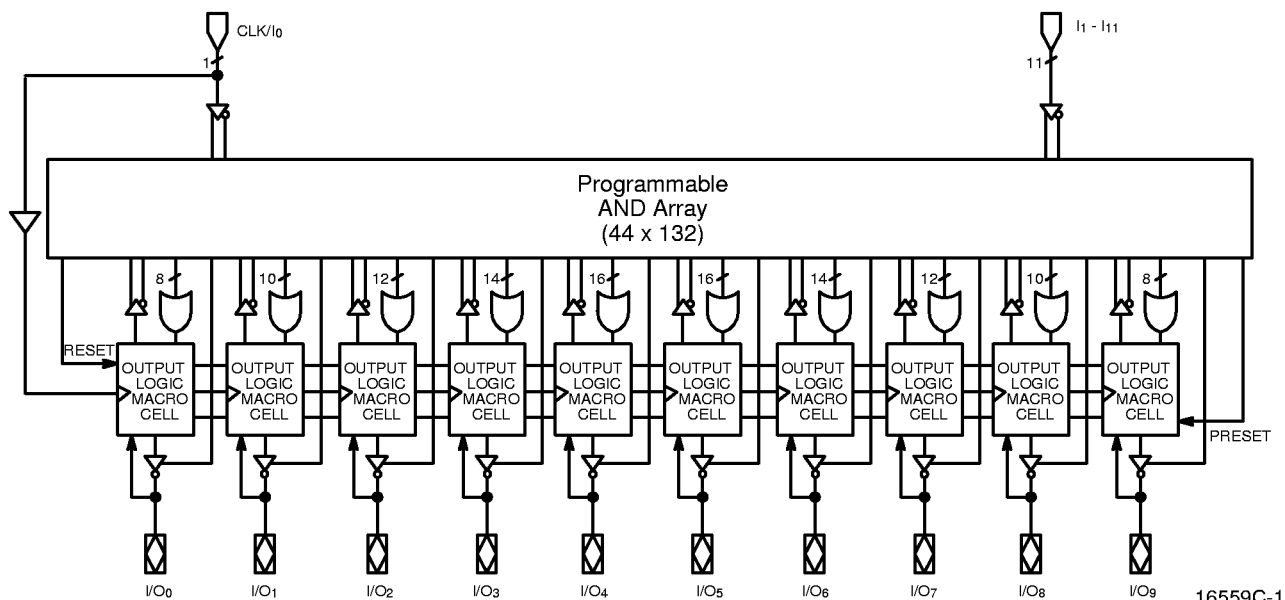 CLK/I0
I1 - I11
1
11
Programmable
AND Array
(44 x 132)
8 10 12 14 16 16 14 12 10 8
RESET
OUTPUT OUTPUT OUTPUT OUTPUT OUTPUT OUTPUT OUTPUT OUTPUT OUTPUT OUTPUT
LOGIC LOGIC LOGIC LOGIC LOGIC LOGIC LOGIC LOGIC LOGIC LOGIC
MACRO MACRO MACRO MACRO MACRO MACRO MACRO MACRO MACRO MACRO
CELL CELL CELL CELL CELL CELL CELL CELL CELL CELL
PRESET
I/O0 I/O1 I/O2 I/O3 I/O4 I/O5 I/O6 I/O7 I/O8 I/O9
16559C-1